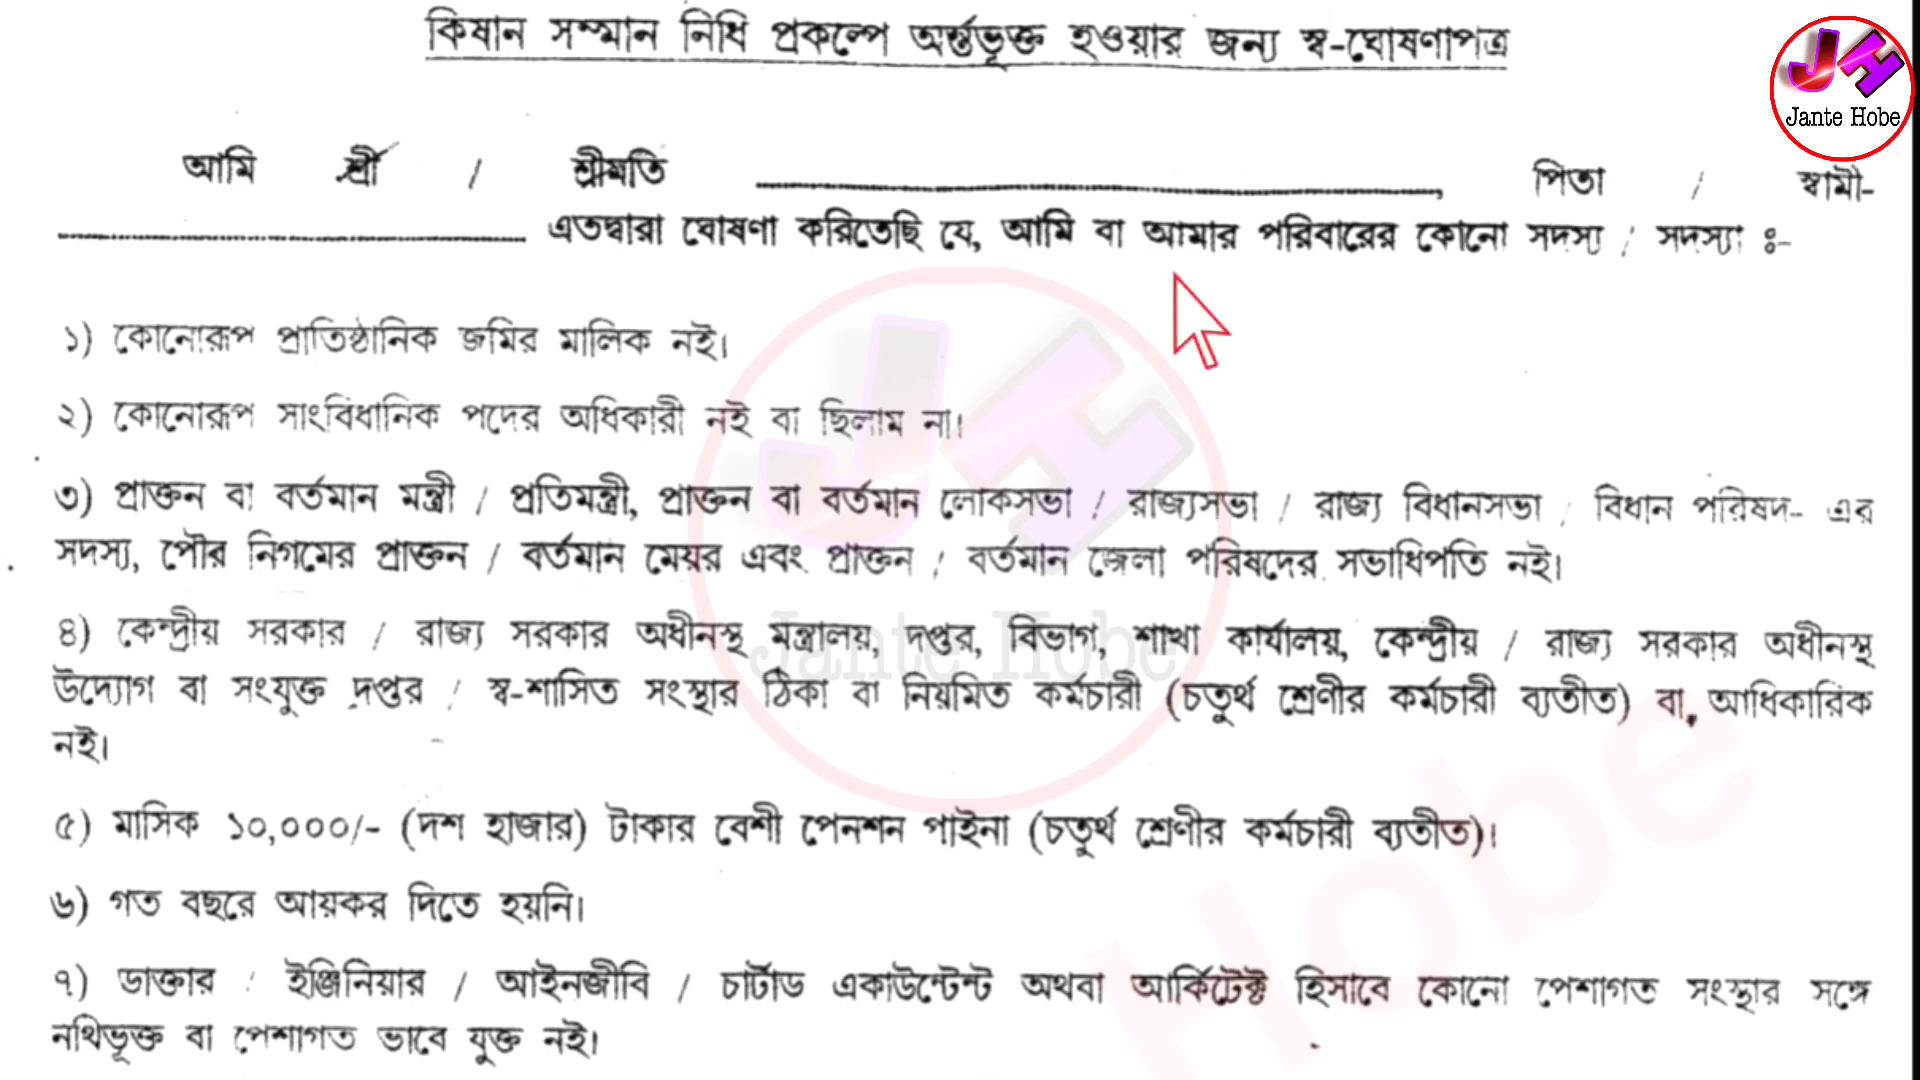 কিষান সম্মান নিধি প্রকল্পে অর্ন্তভূক্ত হওয়ার জন্য স্ব-ঘোষণাপত্র
JH
Jante Hobe
আমি শ্রী / শ্রীমতি ............................................................, পিতা / স্বামী-
........................................ এতদ্বারা ঘোষণা করিতেছি যে, আমি বা আমার পরিবারের কোনো সদস্য / সদস্যা ঃ-
১) কোনোরূপ প্রাতিষ্ঠানিক জমির মালিক নই।
২) কোনোরূপ সাংবিধানিক পদের অধিকারী নই বা ছিলাম না।
৩) প্রাক্তন বা বর্তমান মন্ত্রী / প্রতিমন্ত্রী, প্রাক্তন বা বর্তমান লোকসভা / রাজ্যসভা / রাজ্য বিধানসভা / বিধান পরিষদ- এর
সদস্য, পৌর নিগমের প্রাক্তন / বর্তমান মেয়র এবং প্রাক্তন / বর্তমান জেলা পরিষদের সভাধিপতি নই।
৪) কেন্দ্রীয় সরকার / রাজ্য সরকার অধীনস্থ মন্ত্রালয়, দপ্তর, বিভাগ, শাখা কার্যালয়, কেন্দ্রীয় / রাজ্য সরকার অধীনস্থ
উদ্যোগ বা সংযুক্ত দপ্তর / স্ব-শাসিত সংস্থার ঠিকা বা নিয়মিত কর্মচারী (চতুর্থ শ্রেণীর কর্মচারী ব্যতীত) বা আধিকারিক
নই।
৫) মাসিক ১০,০০০/- (দশ হাজার) টাকার বেশী পেনশন পাইনা (চতুর্থ শ্রেণীর কর্মচারী ব্যতীত)।
৬) গত বছরে আয়কর দিতে হয়নি।
৭) ডাক্তার / ইঞ্জিনিয়ার / আইনজীবি / চার্টাড একাউন্টেন্ট অথবা আর্কিটেক্ট হিসাবে কোনো পেশাগত সংস্থার সঙ্গে
নথিভূক্ত বা পেশাগত ভাবে যুক্ত নই।
JH
Jante Hobe
Hobe